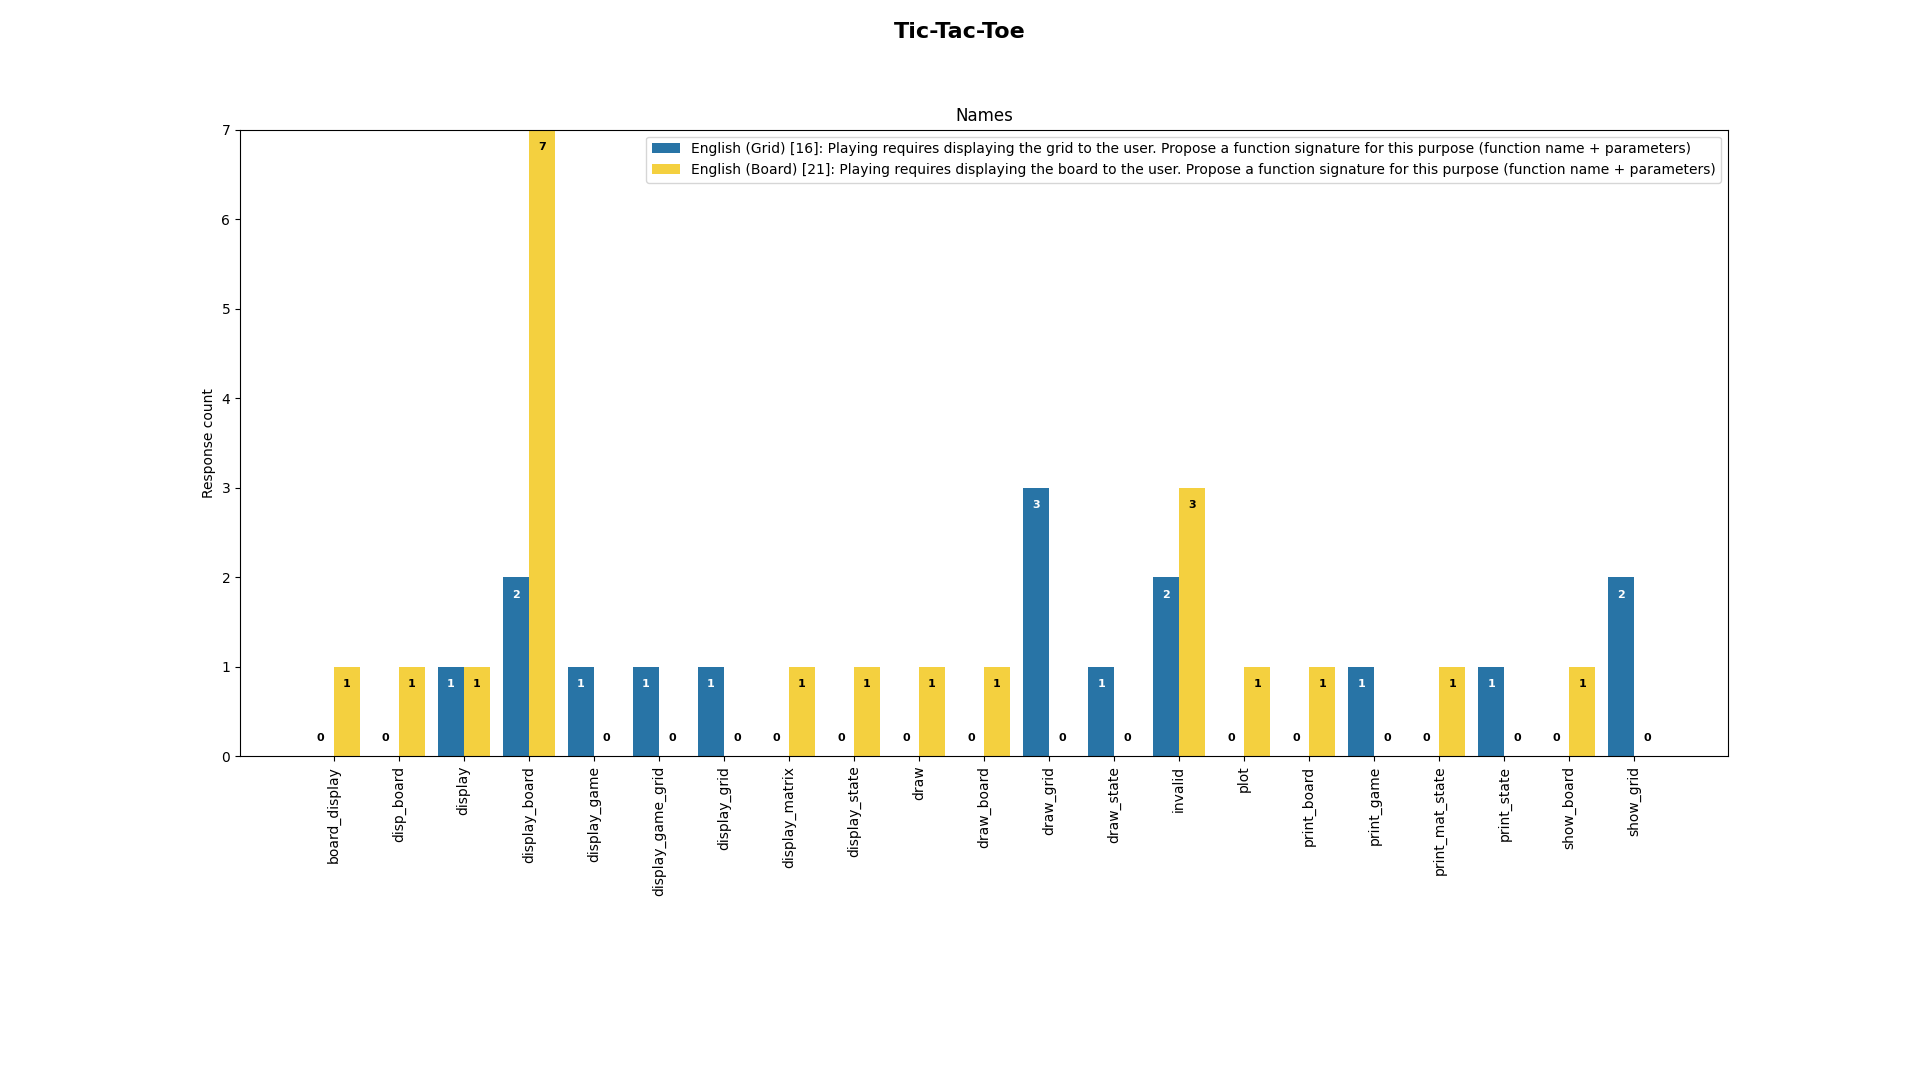 Tic-Tac-Toe
Names
English (Grid) [16]: Playing requires displaying the grid to the user. Propose a function signature for this purpose (function name + parameters)
English (Board) [21]: Playing requires displaying the board to the user. Propose a function signature for this purpose (function name + parameters)
Response count
7
6
5
4
3
2
1
0
0 1
0 1
1 1
2 7
1 0
1 0
1 0
0 1
0 1
0 1
0 1
3 0
1 0
2 3
0 1
0 1
1 0
0 1
1 0
0 1
2 0
board_display
disp_board
display
display_board
display_game
display_game_grid
display_grid
display_matrix
display_state
draw
draw_board
draw_grid
draw_state
invalid
plot
print_board
print_game
print_mat_state
print_state
show_board
show_grid